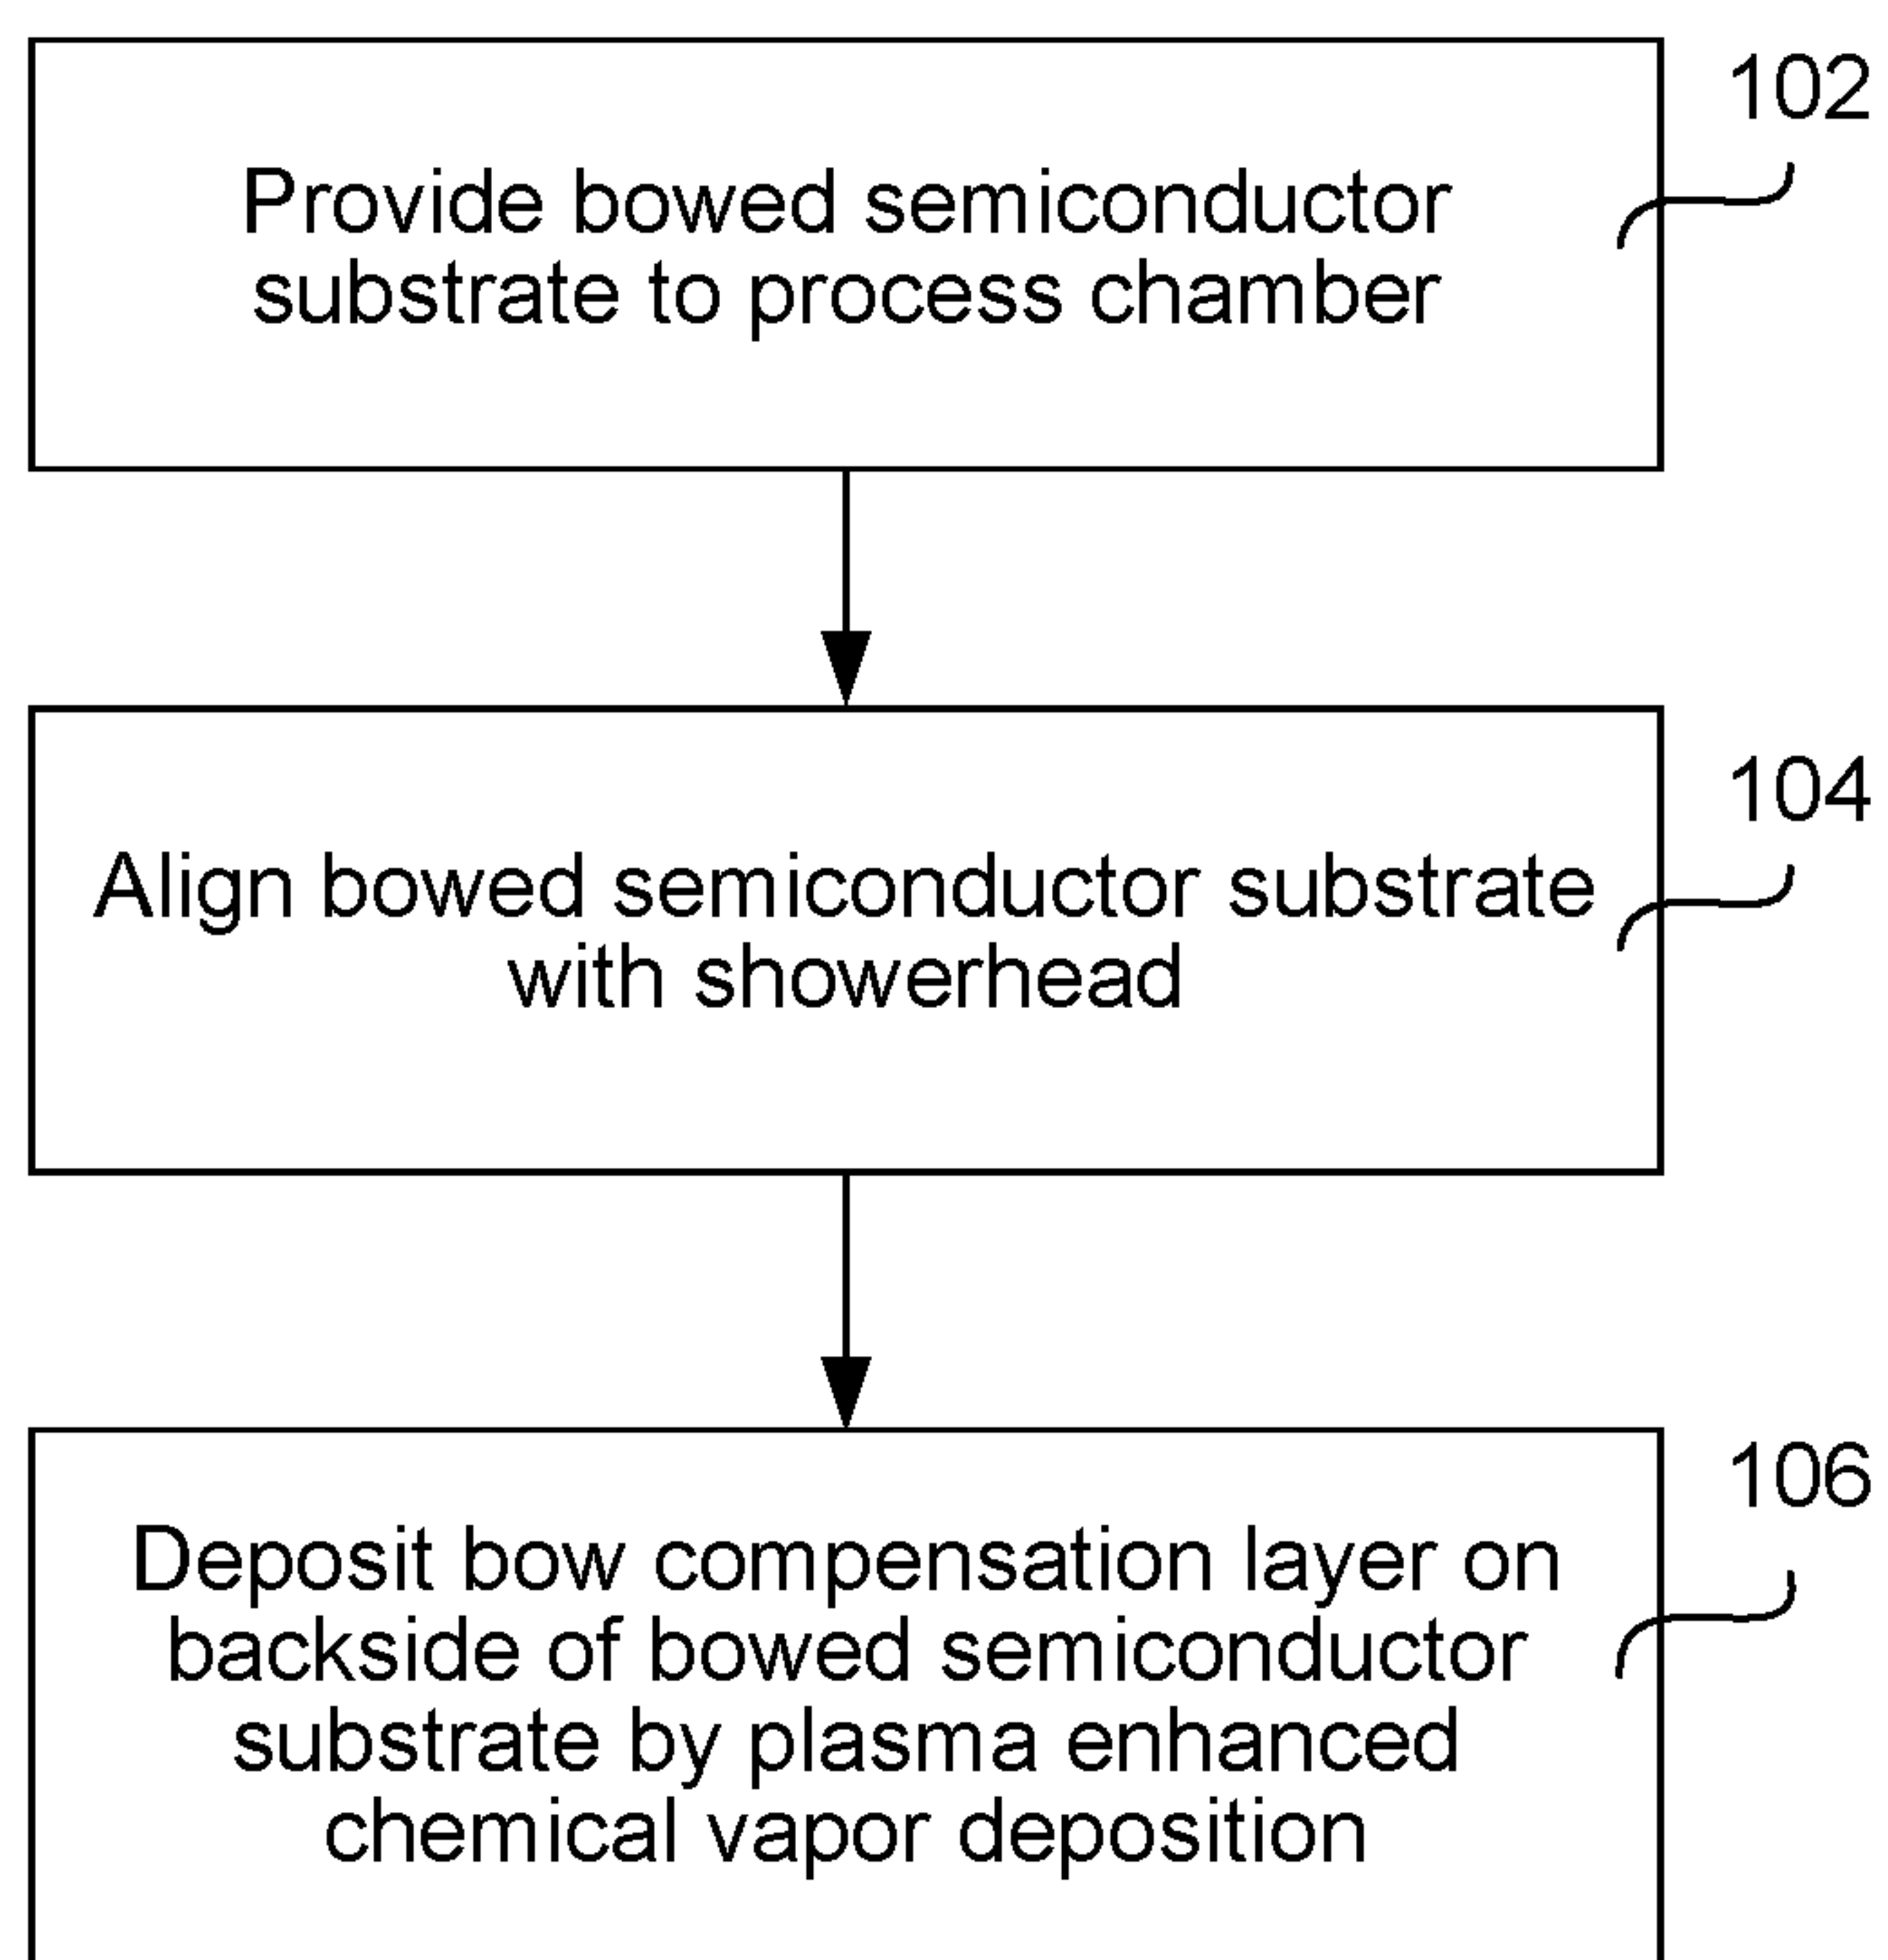 102
Provide bowed semiconductor
substrate to process chamber
104
Align bowed semiconductor substrate
with showerhead
106
Deposit bow compensation layer on
backside of bowed semiconductor
substrate by plasma enhanced
chemical vapor deposition